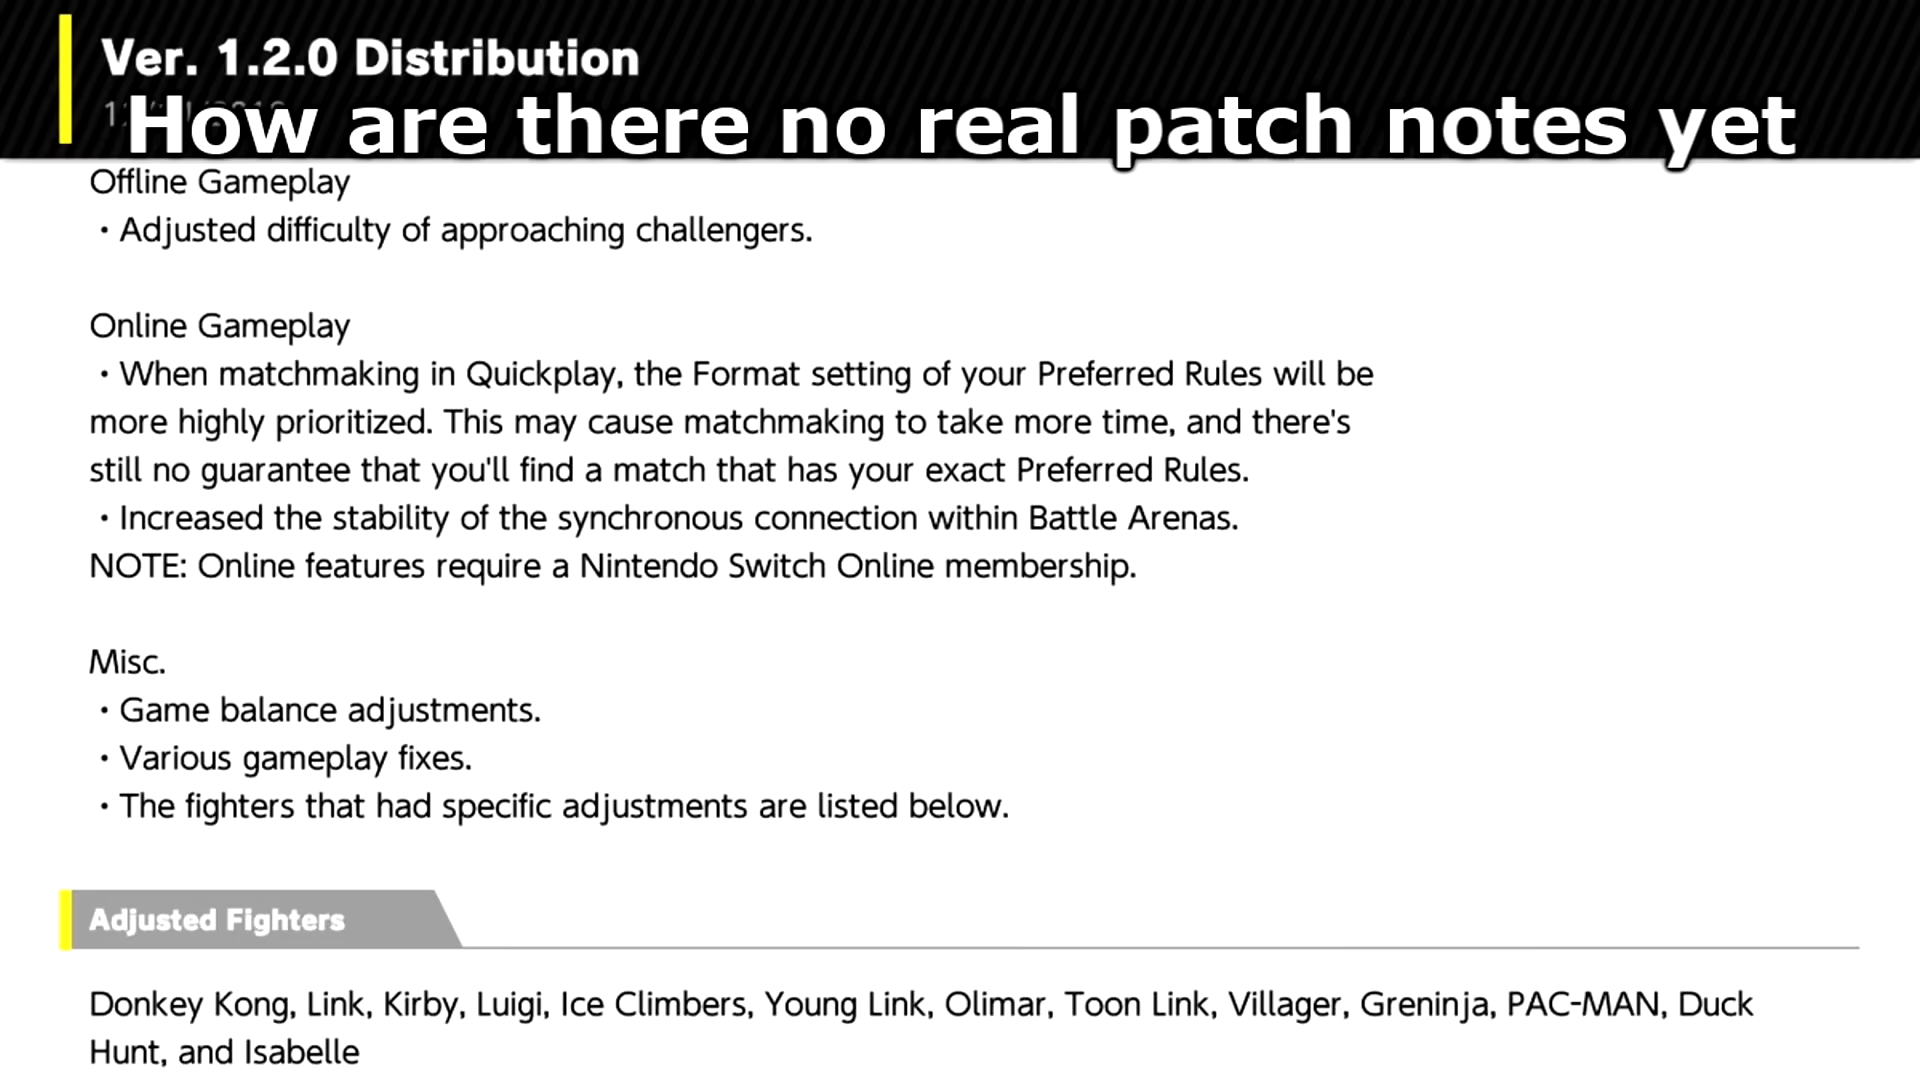 Ver. 1.2.0 Distribution
How are there no real patch notes yet
Offline Gameplay
・Adjusted difficulty of approaching challengers.
Online Gameplay
・When matchmaking in Quickplay, the Format setting of your Preferred Rules will be
more highly prioritized. This may cause matchmaking to take more time, and there's
still no guarantee that you'll find a match that has your exact Preferred Rules.
・Increased the stability of the synchronous connection within Battle Arenas.
NOTE: Online features require a Nintendo Switch Online membership.
Misc.
・Game balance adjustments.
・Various gameplay fixes.
・The fighters that had specific adjustments are listed below.
Adjusted Fighters
Donkey Kong, Link, Kirby, Luigi, Ice Climbers, Young Link, Olimar, Toon Link, Villager, Greninja, PAC-MAN, Duck
Hunt, and Isabelle